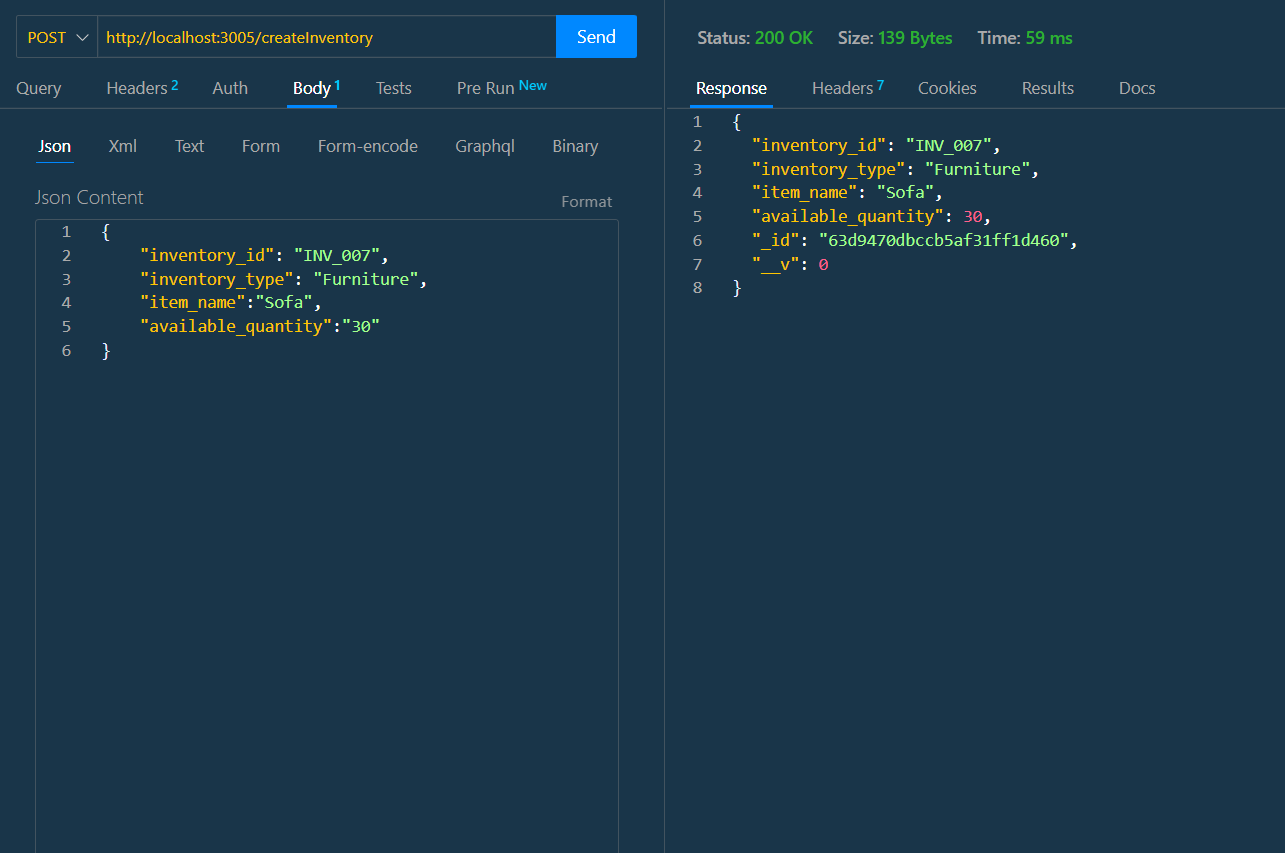 POST http://localhost:3005/createInventory Send
Query Headers 2 Auth Body 1 Tests Pre Run New
Json Xml Text Form Form-encode Graphql Binary
Json Content Format
1 {
2 "inventory_id": "INV_007",
3 "inventory_type": "Furniture",
4 "item_name":"Sofa",
5 "available_quantity":"30"
6 }
Status: 200 OK Size: 139 Bytes Time: 59 ms
Response Headers 7 Cookies Results Docs
1 {
2 "inventory_id": "INV_007",
3 "inventory_type": "Furniture",
4 "item_name": "Sofa",
5 "available_quantity": 30,
6 "_id": "63d9470dbccb5af31ff1d460",
7 "__v": 0
8 }